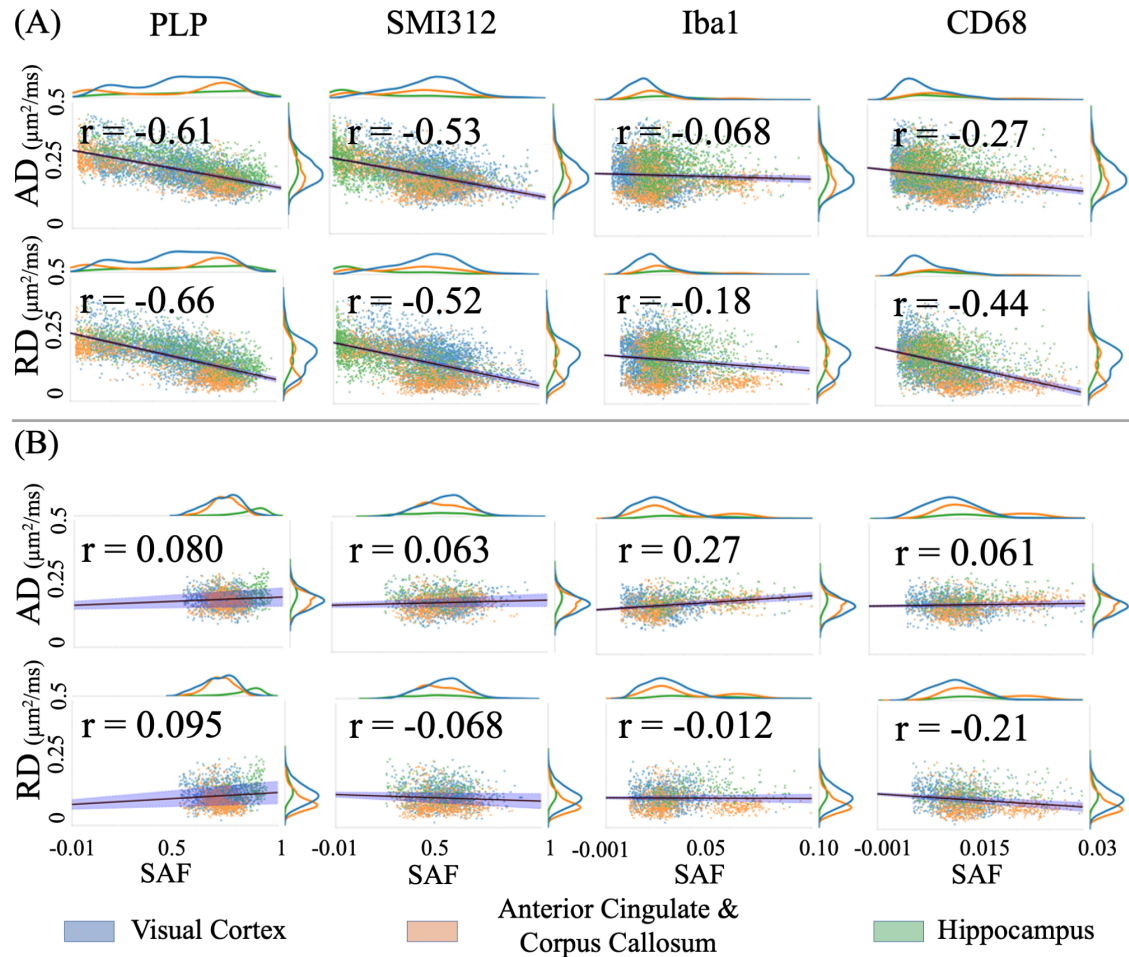 (A)
PLP SMI312 Iba1 CD68
AD (μm²/ms) 0.5 0.25 0
r = -0.61 r = -0.53 r = -0.068 r = -0.27
RD (μm²/ms) 0.5 0.25 0
r = -0.66 r = -0.52 r = -0.18 r = -0.44
(B)
AD (μm²/ms) 0.5 0.25 0
r = 0.080 r = 0.063 r = 0.27 r = 0.061
RD (μm²/ms) 0.5 0.25 0
r = 0.095 r = -0.068 r = -0.012 r = -0.21
-0.01 0.5 1 -0.01 0.5 1 -0.001 0.05 0.10 -0.001 0.015 0.03
SAF SAF SAF SAF
Visual Cortex
Anterior Cingulate &
Corpus Callosum
Hippocampus